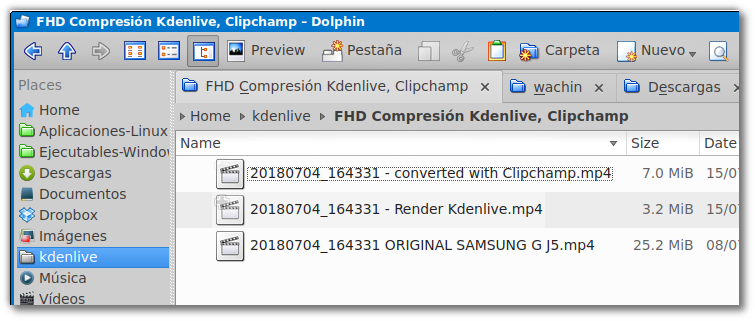 FHD Compresión Kdenlive, Clipchamp – Dolphin
Preview Pestaña Carpeta Nuevo
Places
Home
Aplicaciones-Linux
Ejecutables-Window
Descargas
Documentos
Dropbox
Imágenes
kdenlive
Música
Vídeos
FHD Compresión Kdenlive, Clipchamp wachin Descargas
Home kdenlive FHD Compresión Kdenlive, Clipchamp
Name Size Date
20180704_164331 - converted with Clipchamp.mp4 7.0 MiB 15/07
20180704_164331 - Render Kdenlive.mp4 3.2 MiB 15/07
20180704_164331 ORIGINAL SAMSUNG G J5.mp4 25.2 MiB 08/07